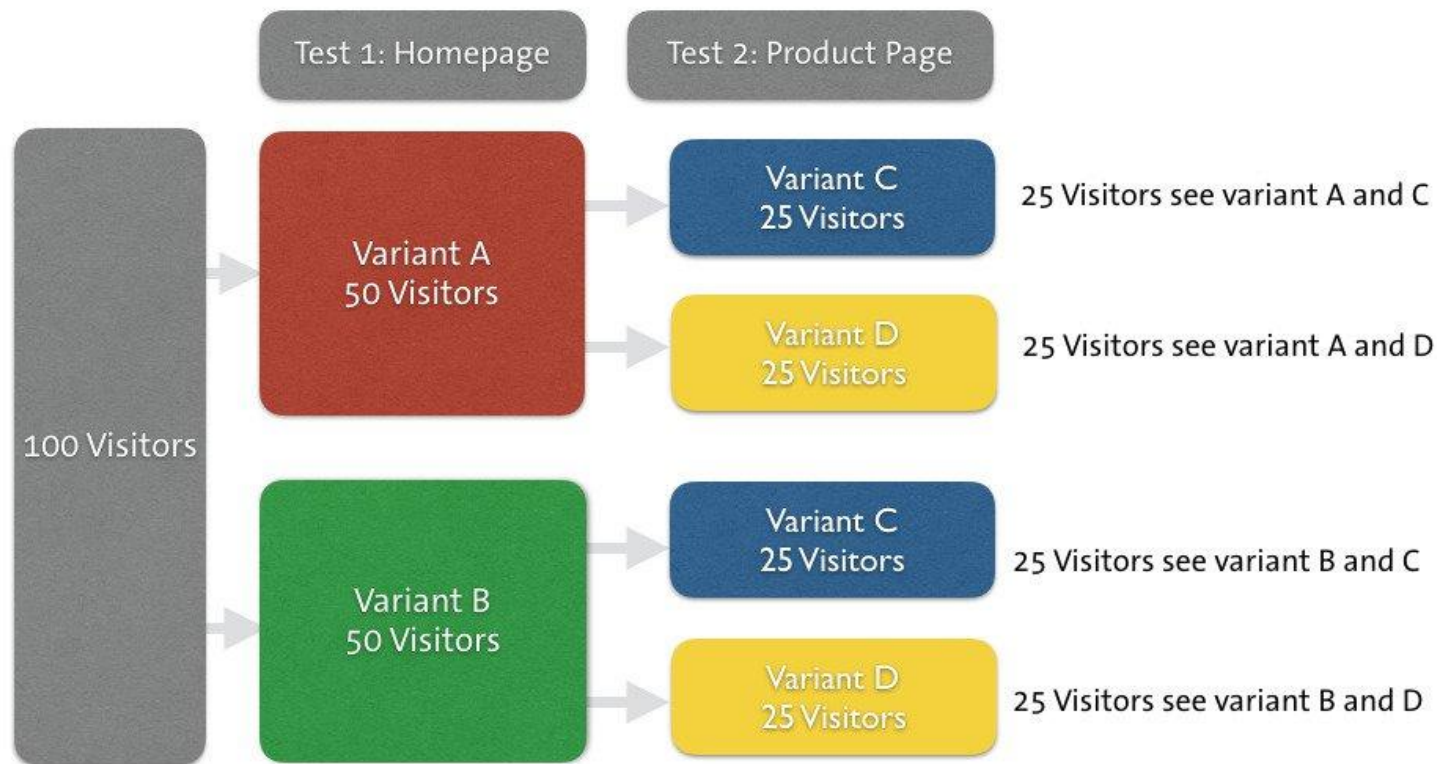 Test 1: Homepage
Test 2: Product Page
100 Visitors
Variant A
50 Visitors
Variant C
25 Visitors
25 Visitors see variant A and C
Variant D
25 Visitors
25 Visitors see variant A and D
Variant B
50 Visitors
Variant C
25 Visitors
25 Visitors see variant B and C
Variant D
25 Visitors
25 Visitors see variant B and D